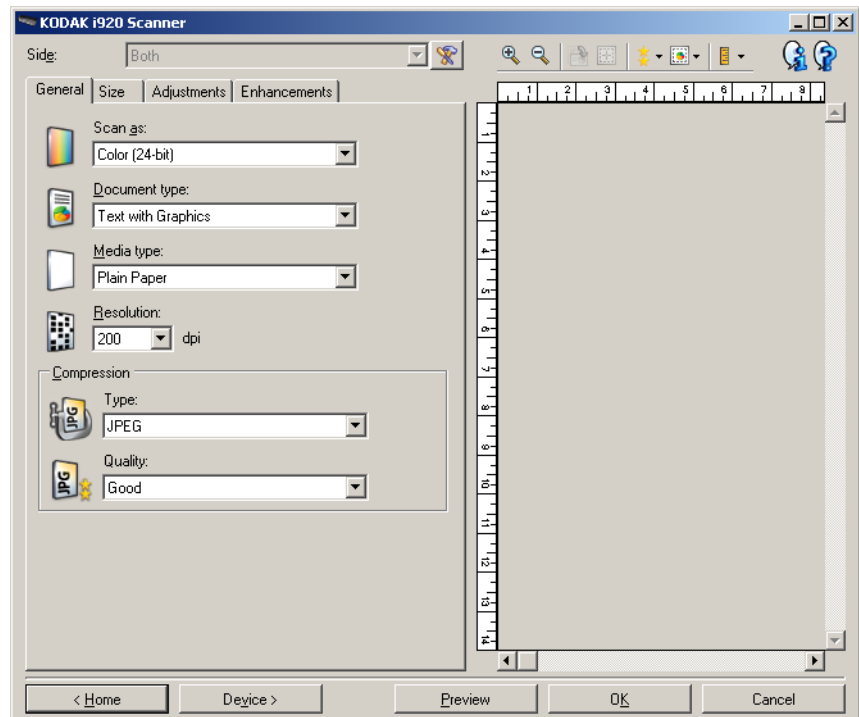 KODAK i920 Scanner
Side: Both
General Size Adjustments Enhancements
Scan as:
Color (24-bit)
Document type:
Text with Graphics
Media type:
Plain Paper
Resolution:
200 dpi
Compression
Type:
JPG
JPEG
Quality:
JPG
Good
1 2 3 4 5 6 7 8
1
2
3
4
5
6
7
8
9
10
11
12
13
14
< Home Device > Preview OK Cancel